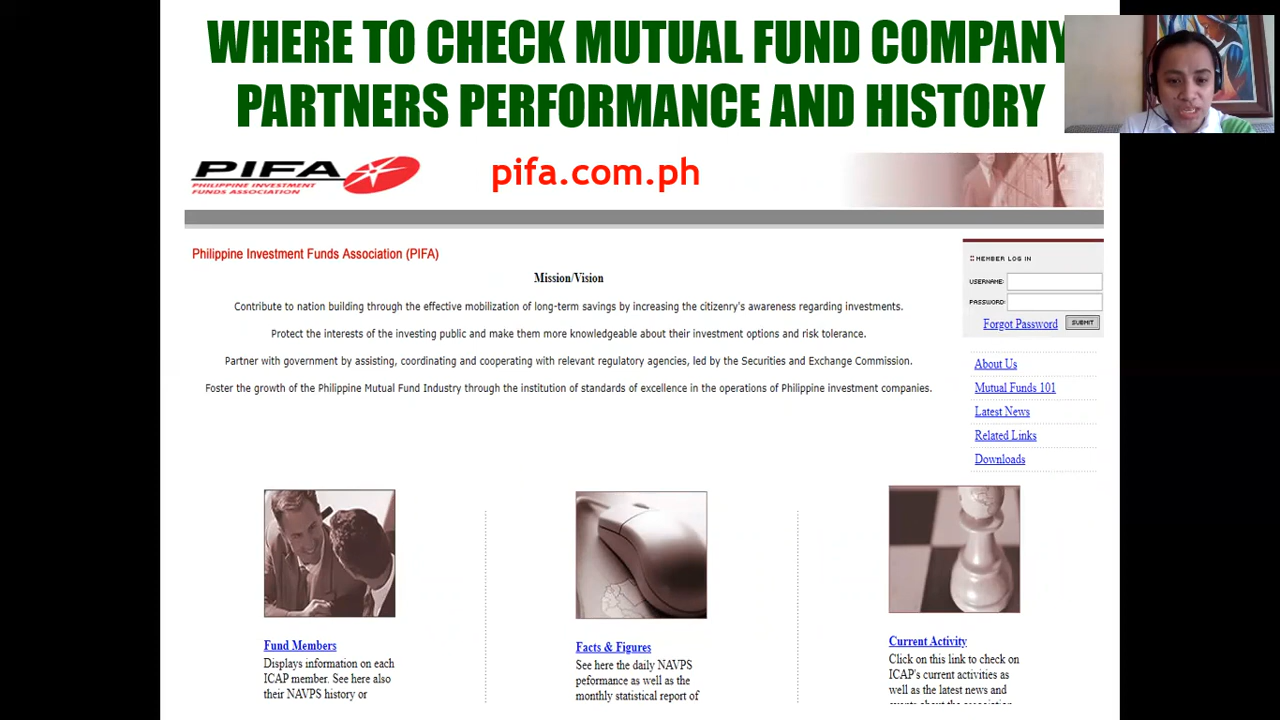 WHERE TO CHECK MUTUAL FUND COMPANY
PARTNERS PERFORMANCE AND HISTORY
PIFA
PHILIPPINE INVESTMENT
FUNDS ASSOCIATION
pifa.com.ph
Philippine Investment Funds Association (PIFA)
Mission/Vision
Contribute to nation building through the effective mobilization of long-term savings by increasing the citizenry's awareness regarding investments.
Protect the interests of the investing public and make them more knowledgeable about their investment options and risk tolerance.
Partner with government by assisting, coordinating and cooperating with relevant regulatory agencies, led by the Securities and Exchange Commission.
Foster the growth of the Philippine Mutual Fund Industry through the institution of standards of excellence in the operations of Philippine investment companies.
MEMBER LOG IN
USERNAME:
PASSWORD:
Forgot Password
SUBMIT
About Us
Mutual Funds 101
Latest News
Related Links
Downloads
Fund Members
Displays information on each
ICAP member. See here also
their NAVPS history or
Facts & Figures
See here the daily NAVPS
peformance as well as the
monthly statistical report of
Current Activity
Click on this link to check on
ICAP's current activities as
well as the latest news and
events about the association